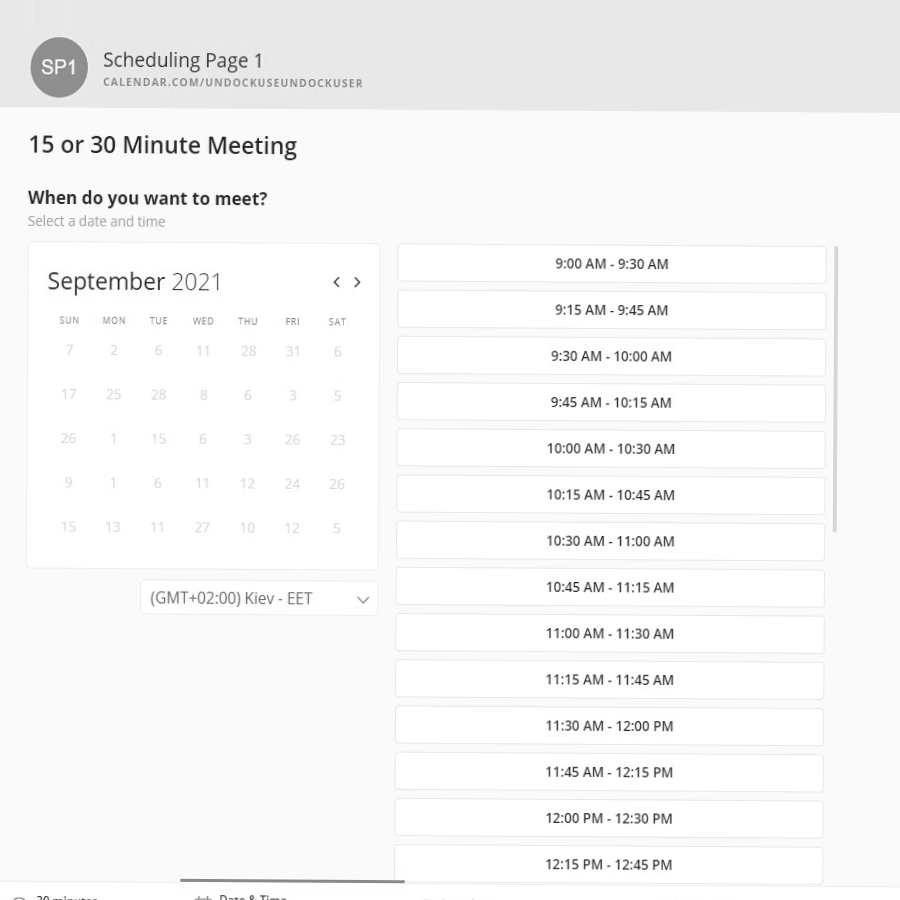 SP1
Scheduling Page 1
CALENDAR.COM/UNDOCKUSEUNDOCKUSER
15 or 30 Minute Meeting
When do you want to meet?
Select a date and time
September 2021
SUN MON TUE WED THU FRI SAT
7 2 6 11 28 31 6
17 25 28 8 6 3 5
26 1 15 6 3 26 23
9 1 6 11 12 24 26
15 13 11 27 10 12 5
(GMT+02:00) Kiev - EET
9:00 AM - 9:30 AM
9:15 AM - 9:45 AM
9:30 AM - 10:00 AM
9:45 AM - 10:15 AM
10:00 AM - 10:30 AM
10:15 AM - 10:45 AM
10:30 AM - 11:00 AM
10:45 AM - 11:15 AM
11:00 AM - 11:30 AM
11:15 AM - 11:45 AM
11:30 AM - 12:00 PM
11:45 AM - 12:15 PM
12:00 PM - 12:30 PM
12:15 PM - 12:45 PM
30 minutes Date & Time